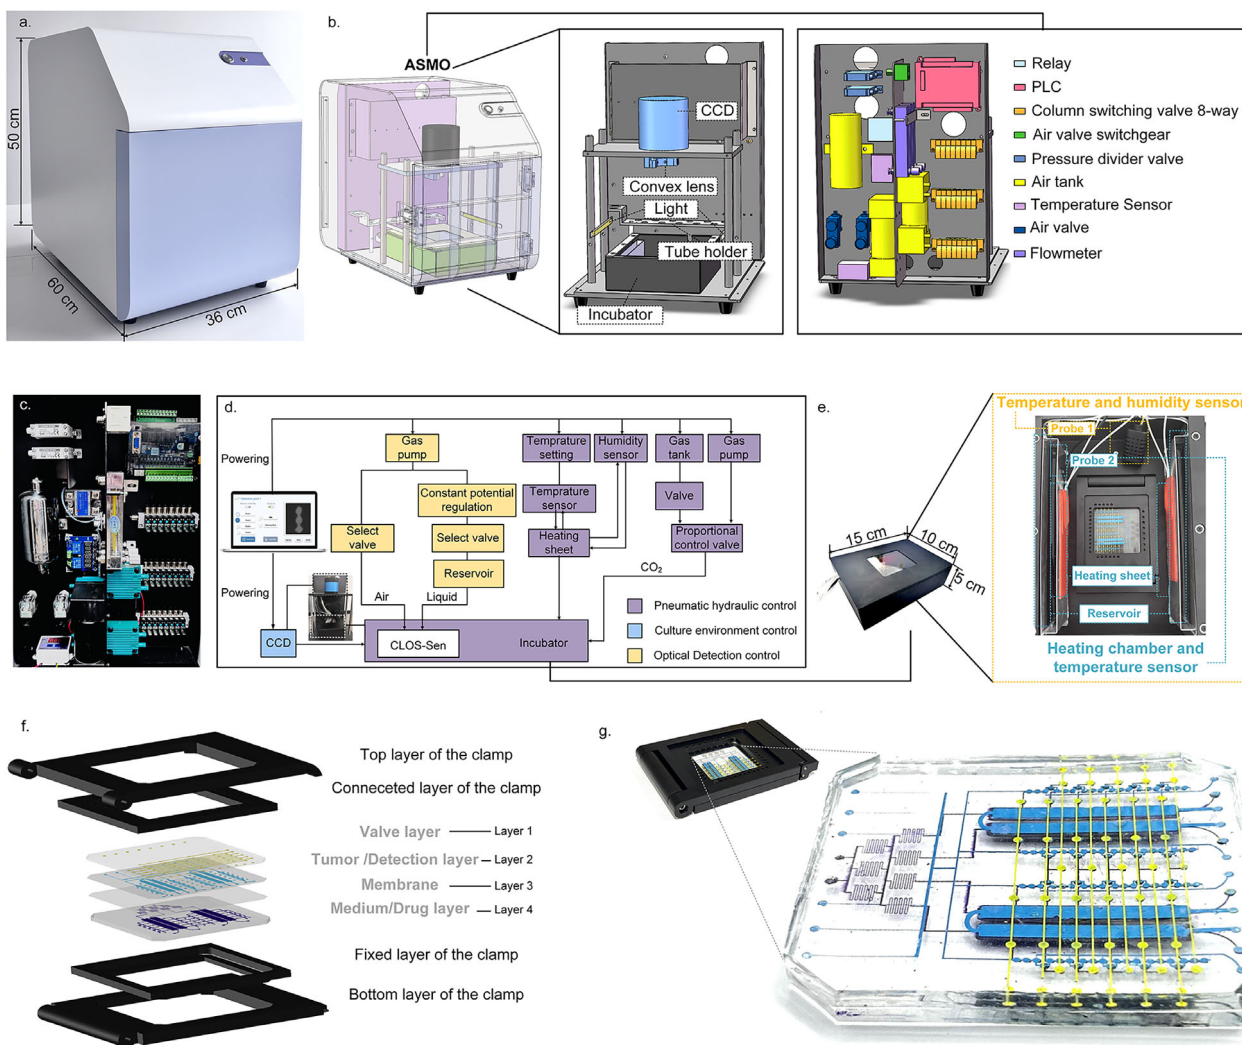 a.
50 cm
60 cm
36 cm
b.
ASMO
CCD
Convex lens
Light
Tube holder
Incubator
Relay
PLC
Column switching valve 8-way
Air valve switchgear
Pressure divider valve
Air tank
Temperature Sensor
Air valve
Flowmeter
c.
d.
Powering
Gas
pump
Temprature
setting
Humidity
sensor
Gas
tank
Gas
pump
Constant potential
regulation
Temprature
sensor
Valve
Select
valve
Select valve
Heating
sheet
Proportional
control valve
Reservoir
CO₂
Powering
Air
Liquid
CCD
CLOS-Sen
Incubator
Pneumatic hydraulic control
Culture environment control
Optical Detection control
e.
15 cm
10 cm
5 cm
Temperature and humidity sensor
Probe 1
Probe 2
Heating sheet
Reservoir
Heating chamber and
temperature sensor
f.
Top layer of the clamp
Conneceted layer of the clamp
Valve layer Layer 1
Tumor /Detection layer Layer 2
Membrane Layer 3
Medium/Drug layer Layer 4
Fixed layer of the clamp
Bottom layer of the clamp
g.